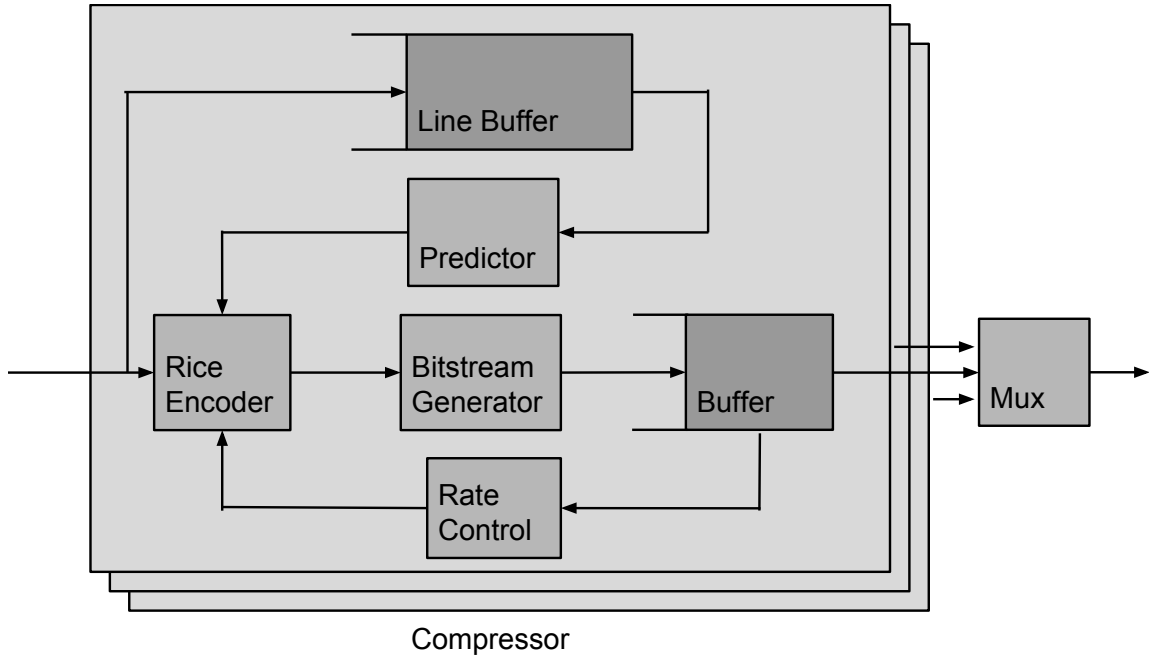 Line Buffer
Predictor
Rice
Encoder
Bitstream
Generator
Buffer
Mux
Rate
Control
Compressor